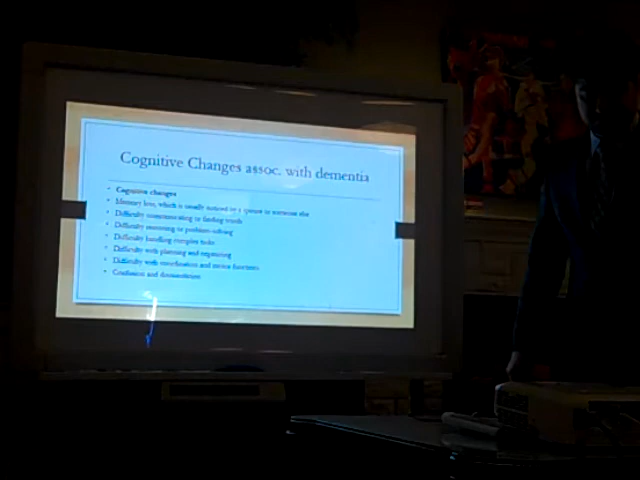 Cognitive Changes assoc. with dementia
Cognitive changes
Memory loss, which is usually noticed by a spouse or someone else
Difficulty communicating or finding words
Difficulty reasoning or problem-solving
Difficulty handling complex tasks
Difficulty with planning and organizing
Difficulty with coordination and motor functions
Confusion and disorientation